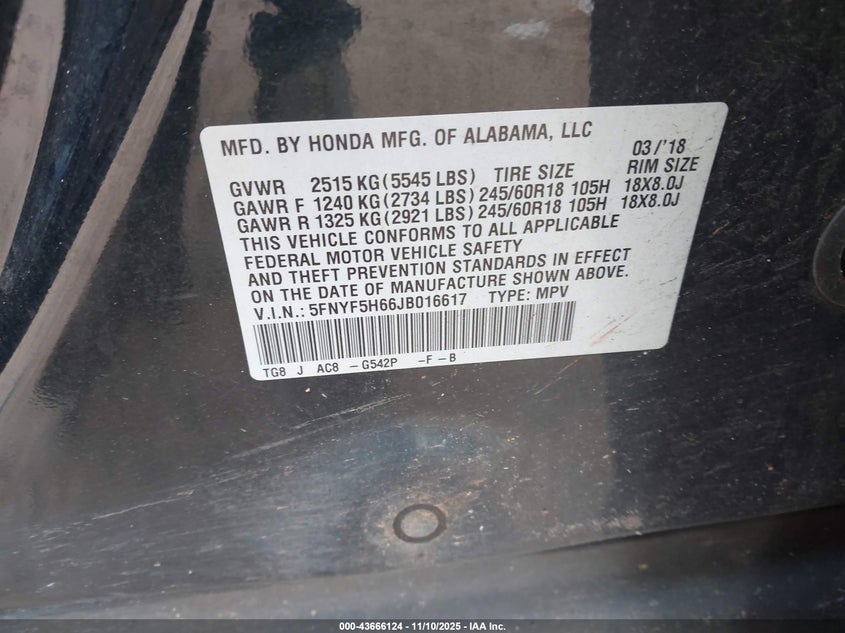 MFD. BY HONDA MFG. OF ALABAMA, LLC 03/'18
GVWR 2515 KG(5545 LBS) TIRE SIZE RIM SIZE
GAWR F 1240 KG(2734 LBS) 245/60R18 105H 18X8.0J
GAWR R 1325 KG(2921 LBS) 245/60R18 105H 18X8.0J
THIS VEHICLE CONFORMS TO ALL APPLICABLE
FEDERAL MOTOR VEHICLE SAFETY
AND THEFT PREVENTION STANDARDS IN EFFECT
ON THE DATE OF MANUFACTURE SHOWN ABOVE.
V.I.N.: 5FNYF5H66JB016617 TYPE: MPV
TG8 J AC8 -G542P -F-B
000-43666124 - 11/10/2025 - IAA Inc.